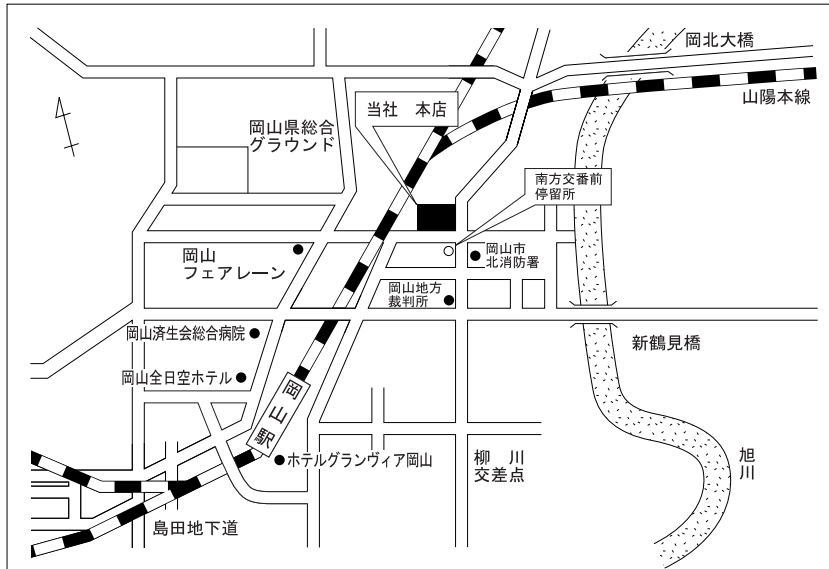 岡北大橋
山陽本線
当社　本店
岡山県総合
グラウンド
南方交番前
停留所
岡山
フェアレーン
岡山市
北消防署
岡山地方
裁判所
新鶴見橋
岡山済生会総合病院
岡山全日空ホテル
岡山駅
ホテルグランヴィア岡山
柳川
交差点
旭川
島田地下道